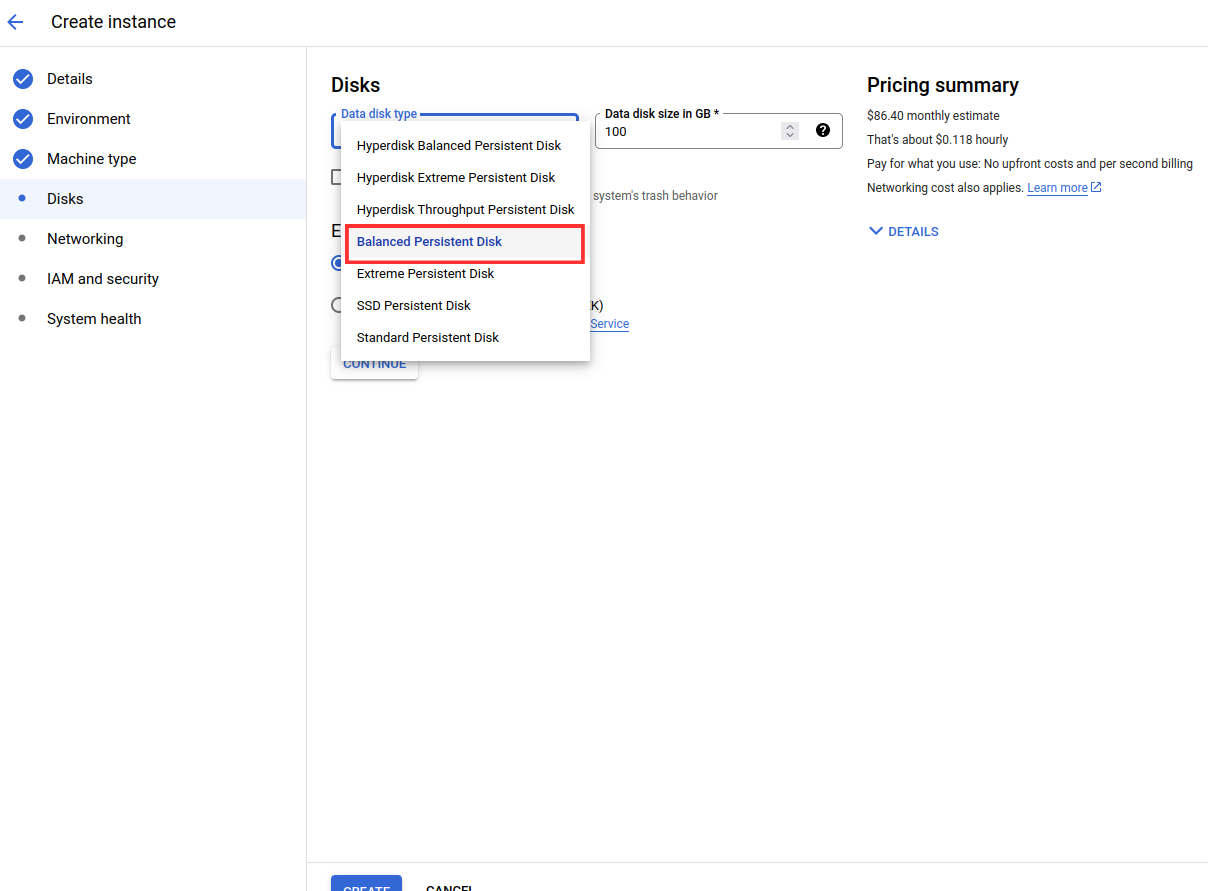 Create instance
Details
Environment
Machine type
Disks
Networking
IAM and security
System health
Disks
Data disk type
Data disk size in GB *
100
Hyperdisk Balanced Persistent Disk
Hyperdisk Extreme Persistent Disk
Hyperdisk Throughput Persistent Disk
Balanced Persistent Disk
Extreme Persistent Disk
SSD Persistent Disk
Standard Persistent Disk
system's trash behavior
E
K)
Service
CONTINUE
Pricing summary
$86.40 monthly estimate
That's about $0.118 hourly
Pay for what you use: No upfront costs and per second billing
Networking cost also applies. Learn more
DETAILS
CREATE
CANCEL